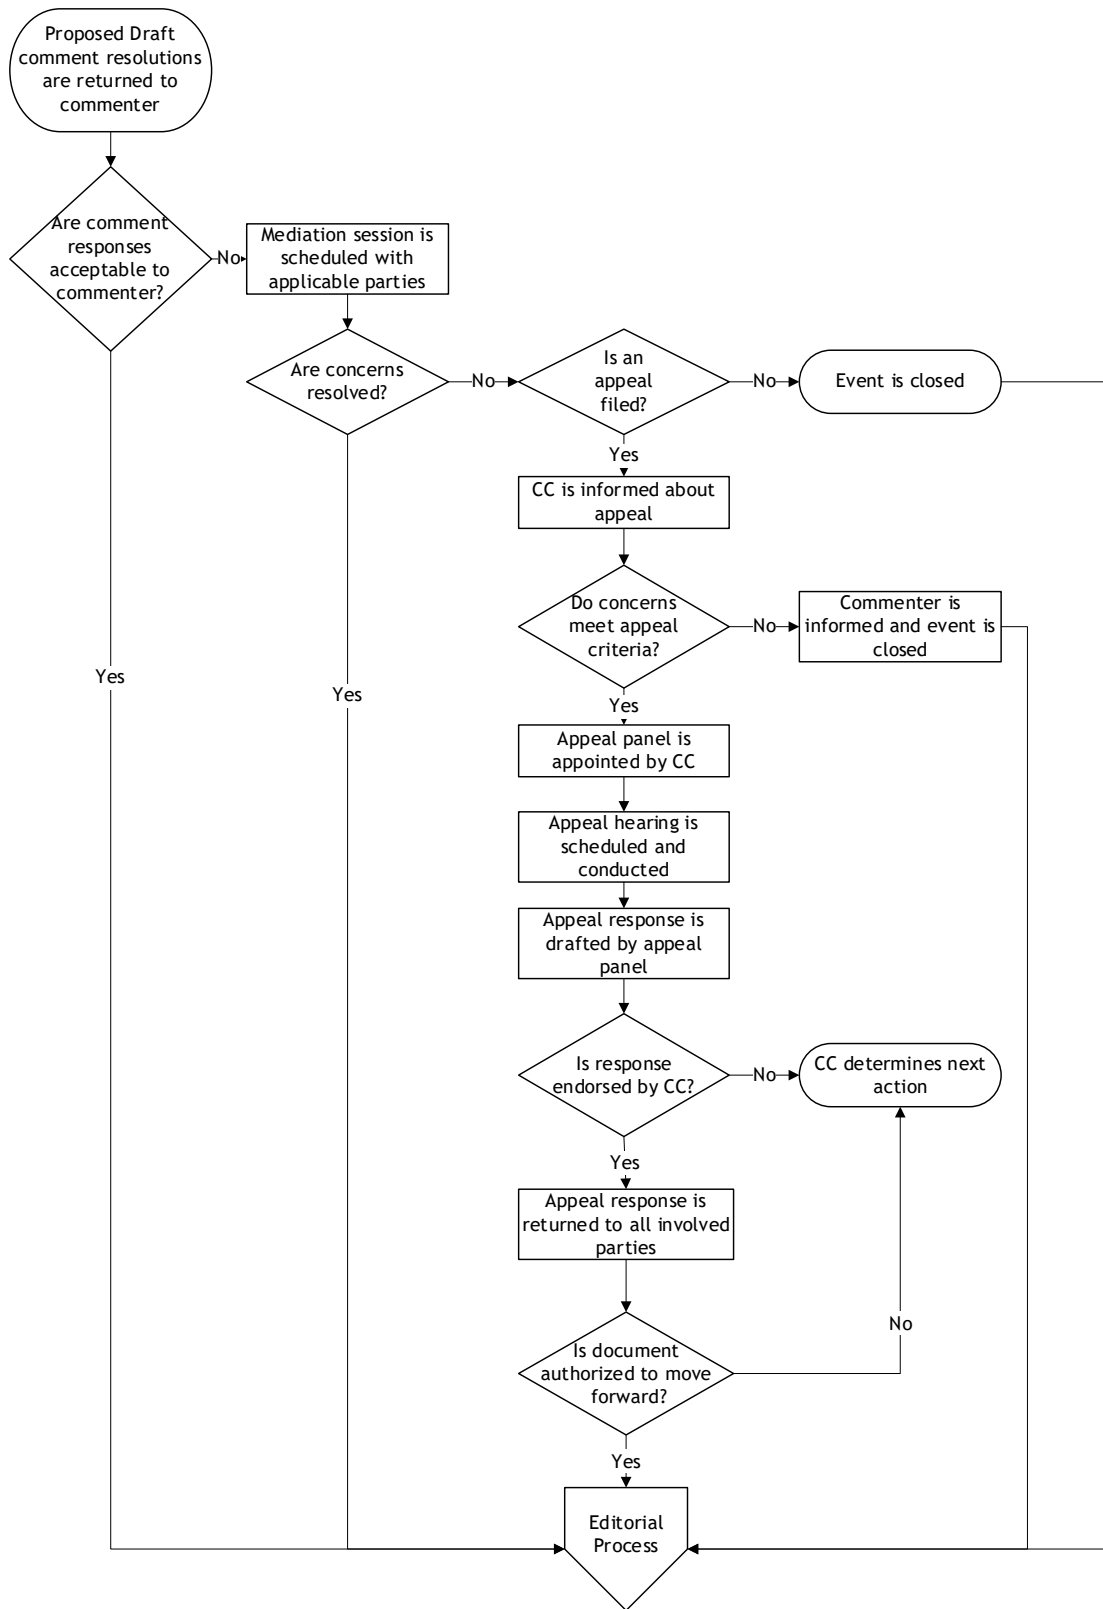 Proposed Draft
comment resolutions
are returned to
commenter
Are comment
responses
acceptable to
commenter?
No
Mediation session is
scheduled with
applicable parties
Are concerns
resolved?
No
Is an
appeal
filed?
No
Event is closed
Yes
CC is informed about
appeal
Do concerns
meet appeal
criteria?
No
Commenter is
informed and event is
closed
Yes
Yes
Yes
Appeal panel is
appointed by CC
Appeal hearing is
scheduled and
conducted
Appeal response is
drafted by appeal
panel
Is response
endorsed by CC?
No
CC determines next
action
Yes
Appeal response is
returned to all involved
parties
No
Is document
authorized to move
forward?
Yes
Editorial
Process